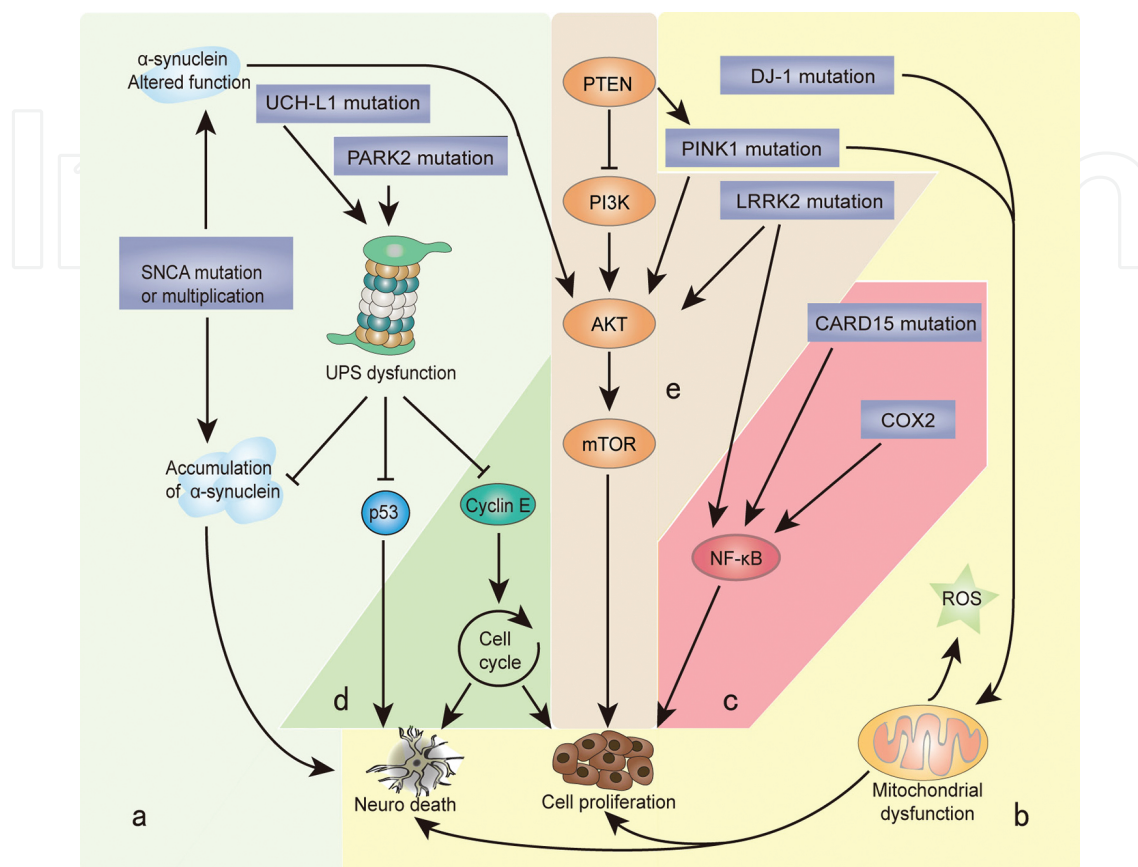 α-synuclein
Altered function
UCH-L1 mutation
PARK2 mutation
SNCA mutation
or multiplication
UPS dysfunction
Accumulation
of α-synuclein
p53
Cyclin E
Cell
cycle
d
Neuro death
a
PTEN
PI3K
AKT
mTOR
e
Cell proliferation
DJ-1 mutation
PINK1 mutation
LRRK2 mutation
CARD15 mutation
COX2
NF-κB
c
ROS
Mitochondrial
dysfunction
b